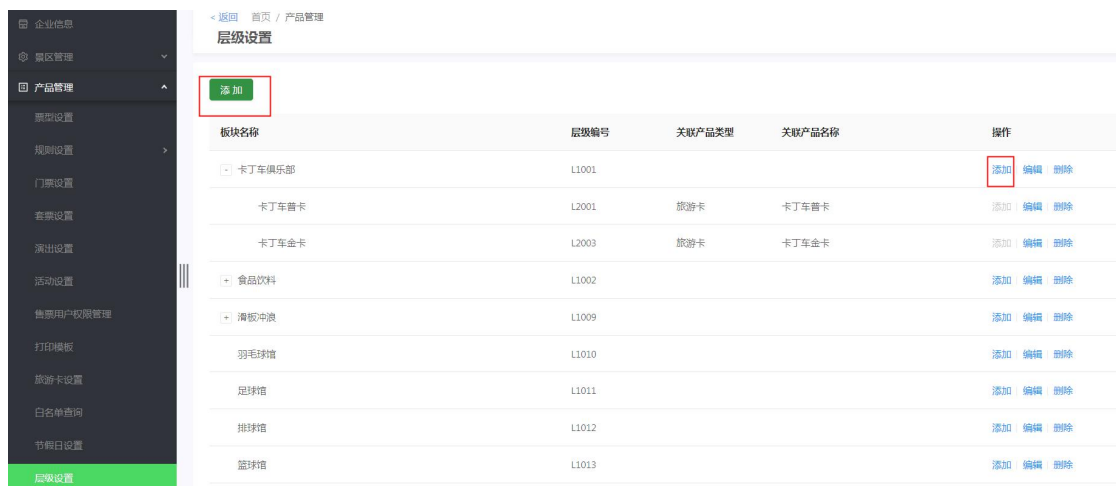 企业信息
景区管理
产品管理
票型设置
规则设置
门票设置
套票设置
演出设置
活动设置
售票用户权限管理
打印模板
旅游卡设置
白名单查询
节假日设置
层级设置
<返回 首页 / 产品管理
层级设置
添加
板块名称 层级编号 关联产品类型 关联产品名称 操作
- 卡丁车俱乐部 L1001 添加 编辑 删除
卡丁车普卡 L2001 旅游卡 卡丁车普卡 添加 编辑 删除
卡丁车金卡 L2003 旅游卡 卡丁车金卡 添加 编辑 删除
+ 食品饮料 L1002 添加 编辑 删除
+ 滑板冲浪 L1009 添加 编辑 删除
羽毛球馆 L1010 添加 编辑 删除
足球馆 L1011 添加 编辑 删除
排球馆 L1012 添加 编辑 删除
篮球馆 L1013 添加 编辑 删除